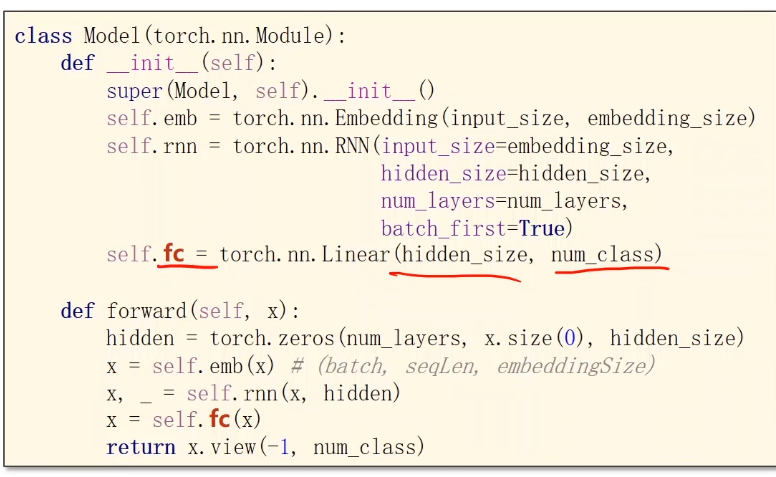 class Model(torch.nn.Module):
def __init__(self):
super(Model, self).__init__()
self.emb = torch.nn.Embedding(input_size, embedding_size)
self.rnn = torch.nn.RNN(input_size=embedding_size,
hidden_size=hidden_size,
num_layers=num_layers,
batch_first=True)
self.fc = torch.nn.Linear(hidden_size, num_class)
def forward(self, x):
hidden = torch.zeros(num_layers, x.size(0), hidden_size)
x = self.emb(x) # (batch, seqLen, embeddingSize)
x, _ = self.rnn(x, hidden)
x = self.fc(x)
return x.view(-1, num_class)